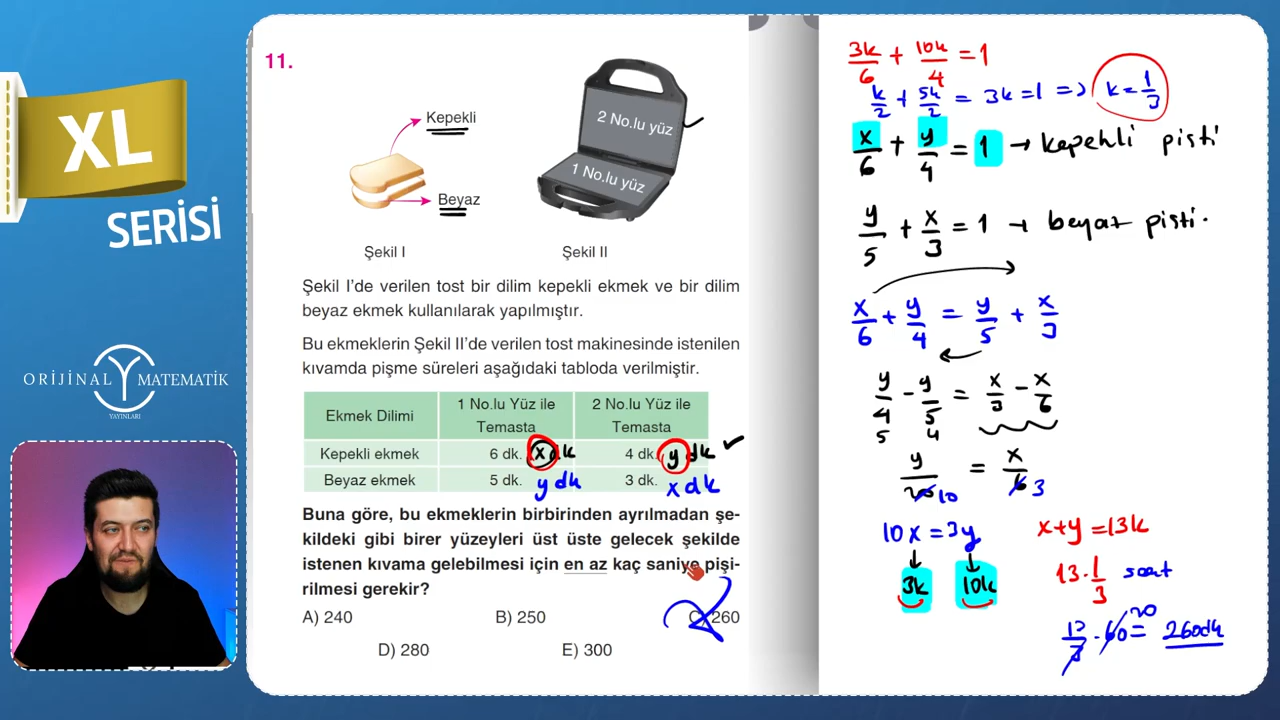 XL
SERİSİ
ORİJİNAL Y MATEMATİK
YAYINLARI
11.
Kepekli
Beyaz
2 No.lu yüz
1 No.lu yüz
Şekil I
Şekil II
Şekil I’de verilen tost bir dilim kepekli ekmek ve bir dilim
beyaz ekmek kullanılarak yapılmıştır.
Bu ekmeklerin Şekil II’de verilen tost makinesinde istenilen
kıvamda pişme süreleri aşağıdaki tabloda verilmiştir.
Ekmek Dilimi
1 No.lu Yüz ile
Temasta
2 No.lu Yüz ile
Temasta
Kepekli ekmek 6 dk. x dk 4 dk. y dk
Beyaz ekmek 5 dk. y dk 3 dk. x dk
Buna göre, bu ekmeklerin birbirinden ayrılmadan şe-
kildeki gibi birer yüzeyleri üst üste gelecek şekilde
istenen kıvama gelebilmesi için en az kaç saniye pişi-
rilmesi gerekir?
A) 240 B) 250 C) 260
D) 280 E) 300
3k/6 + 10k/4 = 1
k/2 + 5k/2 = 3k = 1 => k = 1/3
x/6 + y/4 = 1 → kepekli pişti
y/5 + x/3 = 1 → beyaz pişti.
x/6 + y/4 = y/5 + x/3
y/4 - y/5 = x/3 - x/6
5 4
y/20 = x/6
10 3
10x = 3y
3k 10k
x+y = 13k
13 · 1/3 saat
13/3 · 60 = 260dk
20